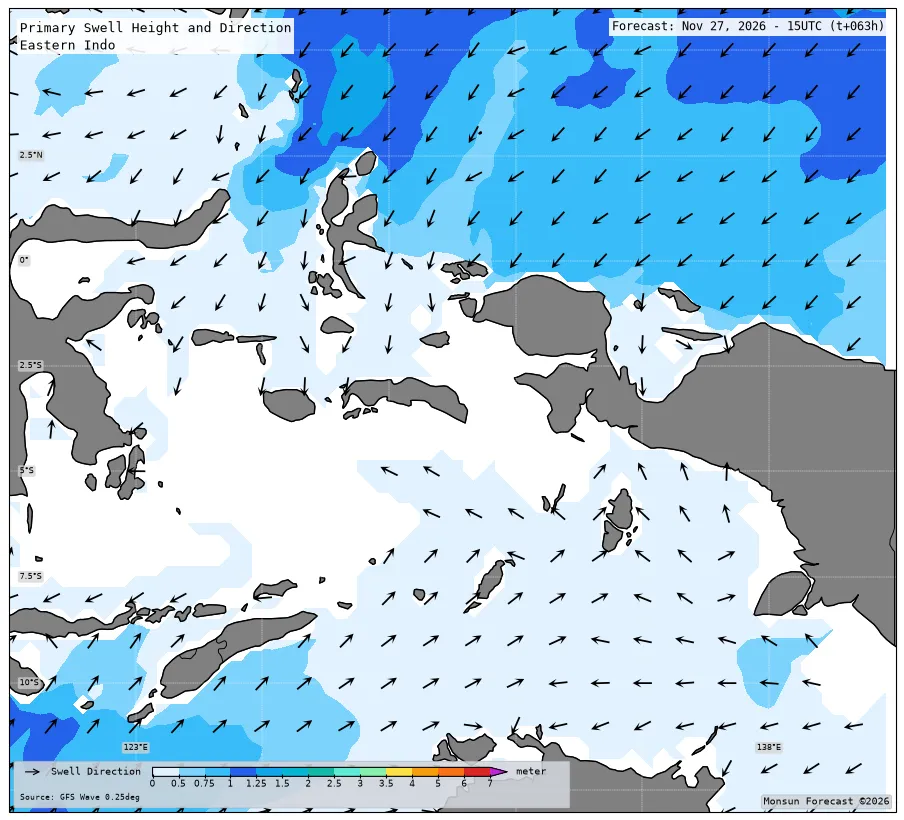 Primary Swell Height and Direction
Eastern Indo
Forecast: Nov 27, 2026 - 15UTC (t+063h)
2.5°N
0°
2.5°S
5°S
7.5°S
10°S
123°E
138°E
Swell Direction
meter
0 0.5 0.75 1 1.25 1.5 2 2.5 3 3.5 4 5 6 7
Source: GFS Wave 0.25deg
Monsun Forecast ©2026